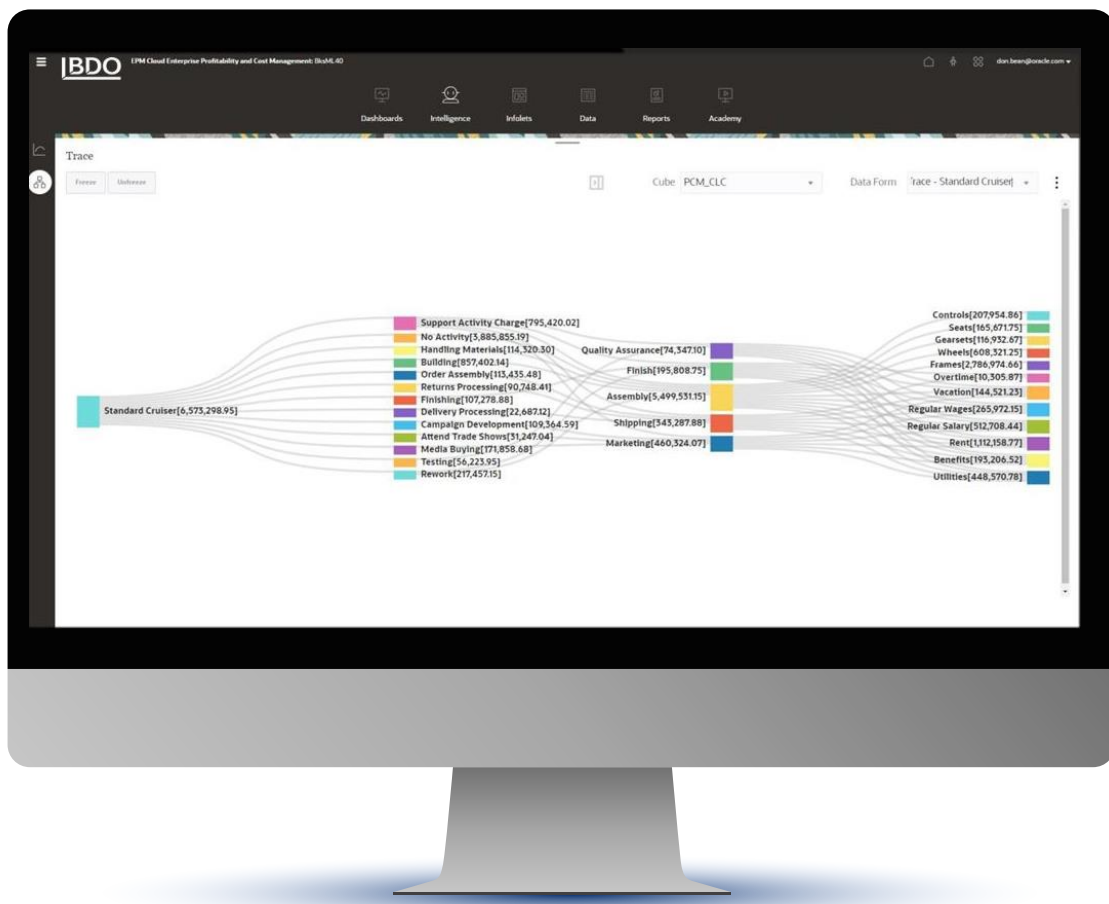 BDO EPM Cloud Enterprise Profitability and Cost Management: BksML40 don.bean@oracle.com
Dashboards Intelligence Infolets Data Reports Academy
Trace
Freeze Unfreeze Cube PCM_CLC Data Form Trace - Standard Cruiser
Standard Cruiser[6,573,298.95]
Support Activity Charge[795,420.02]
No Activity[3,885,855.19]
Handling Materials[114,320.30]
Building[857,402.14]
Order Assembly[113,435.48]
Returns Processing[90,748.41]
Finishing[107,278.88]
Delivery Processing[22,687.12]
Campaign Development[109,364.59]
Attend Trade Shows[31,247.04]
Media Buying[171,858.68]
Testing[56,223.95]
Rework[217,457.15]
Quality Assurance[74,347.10]
Finish[195,808.75]
Assembly[5,499,531.15]
Shipping[343,287.88]
Marketing[460,324.07]
Controls[207,954.86]
Seats[165,671.75]
Gearsets[116,932.67]
Wheels[608,321.25]
Frames[2,786,974.66]
Overtime[10,305.87]
Vacation[144,521.23]
Regular Wages[265,972.15]
Regular Salary[512,708.44]
Rent[1,112,158.77]
Benefits[193,206.52]
Utilities[448,570.78]